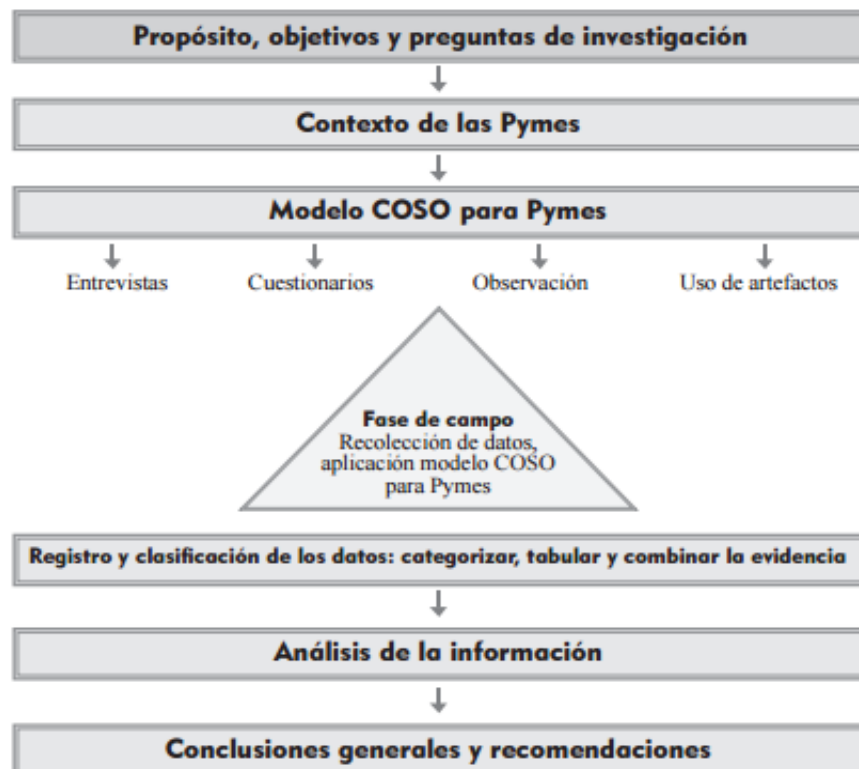 Propósito, objetivos y preguntas de investigación
Contexto de las Pymes
Modelo COSO para Pymes
Entrevistas Cuestionarios Observación Uso de artefactos
Fase de campo
Recolección de datos,
aplicación modelo COSO
para Pymes
Registro y clasificación de los datos: categorizar, tabular y combinar la evidencia
Análisis de la información
Conclusiones generales y recomendaciones